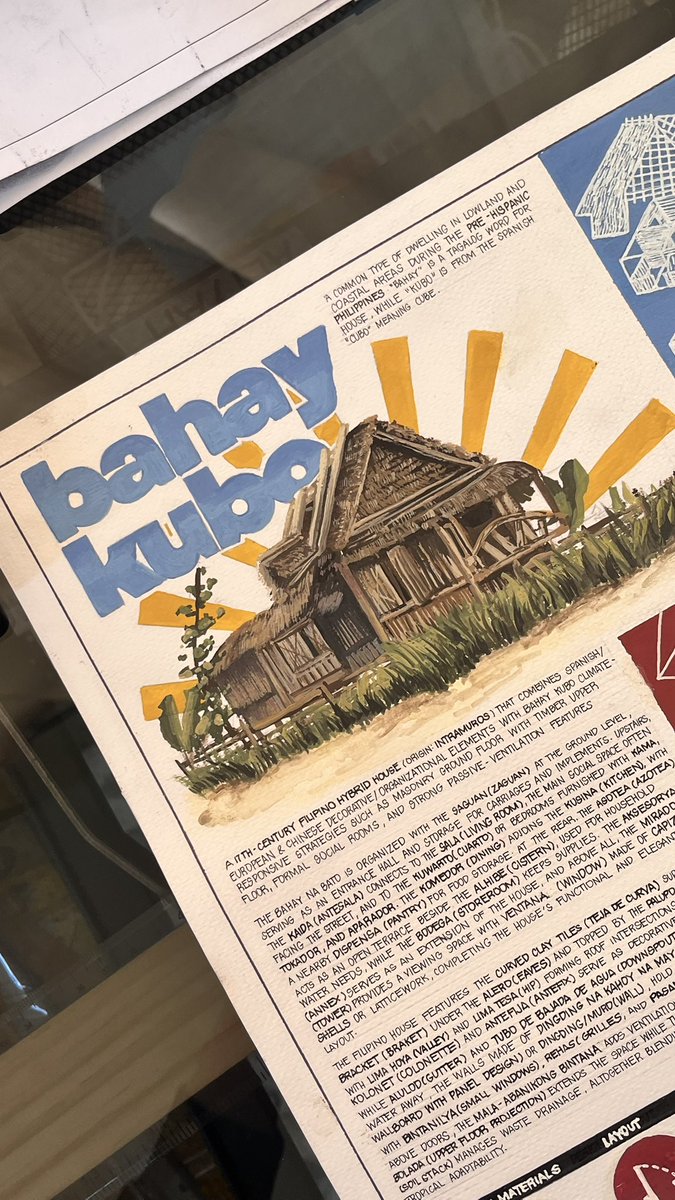 A COMMON TYPE OF DWELLING IN LOWLAND AND
COASTAL AREAS DURING THE PRE-HISPANIC
PHILIPPINES "BAHAY" IS A TAGALOG WORD FOR
HOUSE, WHILE "KUBO" IS FROM THE SPANISH
"CUBO" MEANING CUBE.
bahay
kubo
A 17TH-CENTURY FILIPINO HYBRID HOUSE (ORIGIN: INTRAMUROS) THAT COMBINES SPANISH/
EUROPEAN & CHINESE DECORATIVE/ORGANIZATIONAL ELEMENTS WITH BAHAY KUBO CLIMATE-
RESPONSIVE STRATEGIES SUCH AS MASONRY GROUND FLOOR WITH TIMBER UPPER
FLOOR, FORMAL SOCIAL ROOMS, AND STRONG PASSIVE-VENTILATION FEATURES
THE BAHAY NA BATO IS ORGANIZED WITH THE SAGUAN (ZAGUAN) AT THE GROUND LEVEL,
SERVING AS AN ENTRANCE HALL AND STORAGE FOR CARRIAGES AND IMPLEMENTS. UPSTAIRS,
THE KAIDA (ANTESALA) CONNECTS TO THE SALA (LIVING ROOM), THE MAIN SOCIAL SPACE OFTEN
FACING THE STREET, AND TO THE KUWARTO (CUARTO) OR BEDROOMS FURNISHED WITH KAMA,
TOKADOR, AND APARADOR. THE KOMEDOR (DINING) ADJOINS THE KUSINA (KITCHEN), WITH
A NEARBY DISPENSA (PANTRY) FOR FOOD STORAGE. AT THE REAR, THE ASOTEA (AZOTEA)
ACTS AS AN OPEN TERRACE BESIDE THE ALHIBE (CISTERN), USED FOR HOUSEHOLD
WATER NEEDS, WHILE THE BODEGA (STOREROOM) KEEPS SUPPLIES. THE AKSESORYA
(ANNEX) SERVES AS AN EXTENSION OF THE HOUSE, AND ABOVE ALL THE MIRADO
(TOWER) PROVIDES A VIEWING SPACE WITH VENTANA, (WINDOW) MADE OF CAPIZ
SHELLS OR LATTICEWORK, COMPLETING THE HOUSE'S FUNCTIONAL AND ELEGAN
LAYOUT.
THE FILIPINO HOUSE FEATURES THE CURVED CLAY TILES (TEJA DE CURVA) SU
BRACKET (BRAKET) UNDER THE ALERO (EAVES) AND TOPPED BY THE PALUP
WITH LIMA HOYA (VALLEY) AND LIMA TESA (HIP) FORMING ROOF INTERSECTIONS
KOLONET (COLONETTE) AND ANTEFIJA (ANTEFIX) SERVE AS DECORATIV
WHILE ALULOD (GUTTER) AND TUBO DE BAJADA DE AGUA (DOWNSPOUT
WATER AWAY, THE WALLS MADE OF DINGDING NA KAHOY NA MAY
WALLBOARD WITH PANEL DESIGN) OR DINGDING/MURO (WALL), HOLD
WITH BINTANILYA (SMALL WINDOWS), REHAS (GRILLES, AND PASA
ABOVE DOORS. THE MALA-ABANIKONG BINTANA ADDS VENTILATION
BOLADA (UPPER FLOOR PROJECTION) EXTENDS THE SPACE WHILE T
(SOIL STACK) MANAGES WASTE DRAINAGE, ALTOGETHER BLEND
TROPICAL ADAPTABILITY.
MATERIALS LAYOUT